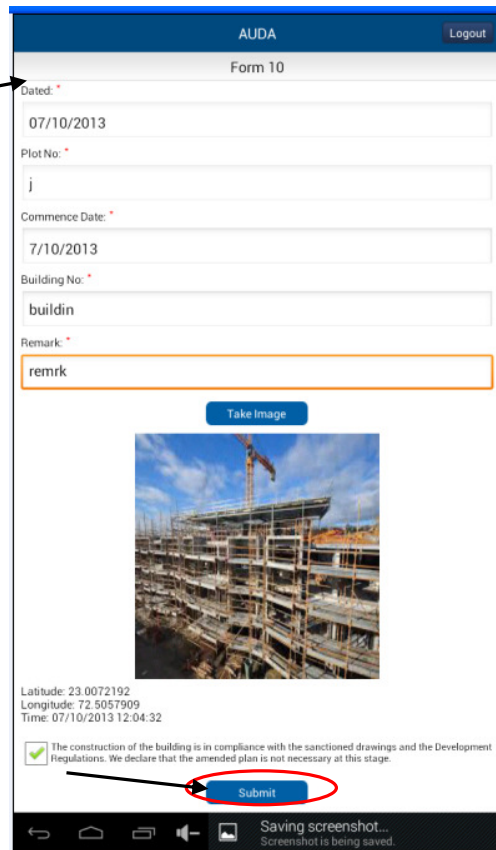 AUDA
Logout
Form 10
Dated: *
07/10/2013
Plot No: *
j
Commence Date: *
7/10/2013
Building No: *
buildin
Remark: *
remrk
Take Image
Latitude: 23.0072192
Longitude: 72.5057909
Time: 07/10/2013 12:04:32
The construction of the building is in compliance with the sanctioned drawings and the Development
Regulations. We declare that the amended plan is not necessary at this stage.
Submit
Saving screenshot...
Screenshot is being saved.